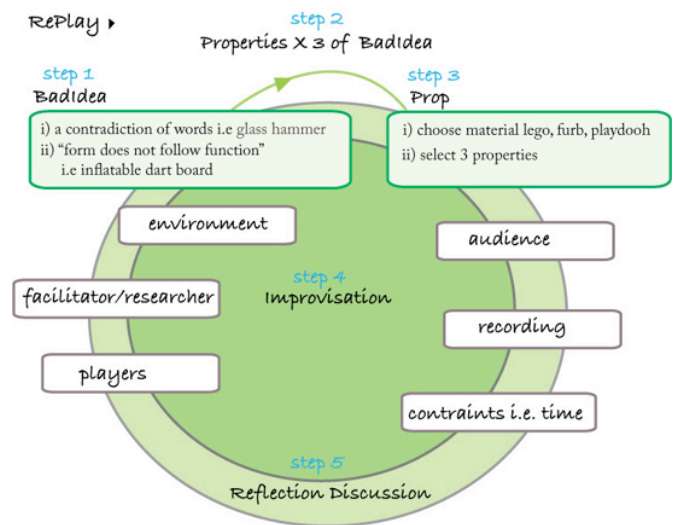 RePlay
step 2
Properties X 3 of BadIdea
step 1
BadIdea
step 3
Prop
i) a contradiction of words i.e glass hammer
ii) “form does not follow function”
i.e inflatable dart board
i) choose material lego, furb, playdooh
ii) select 3 properties
environment
audience
step 4
Improvisation
facilitator/researcher
recording
players
contraints i.e. time
step 5
Reflection Discussion